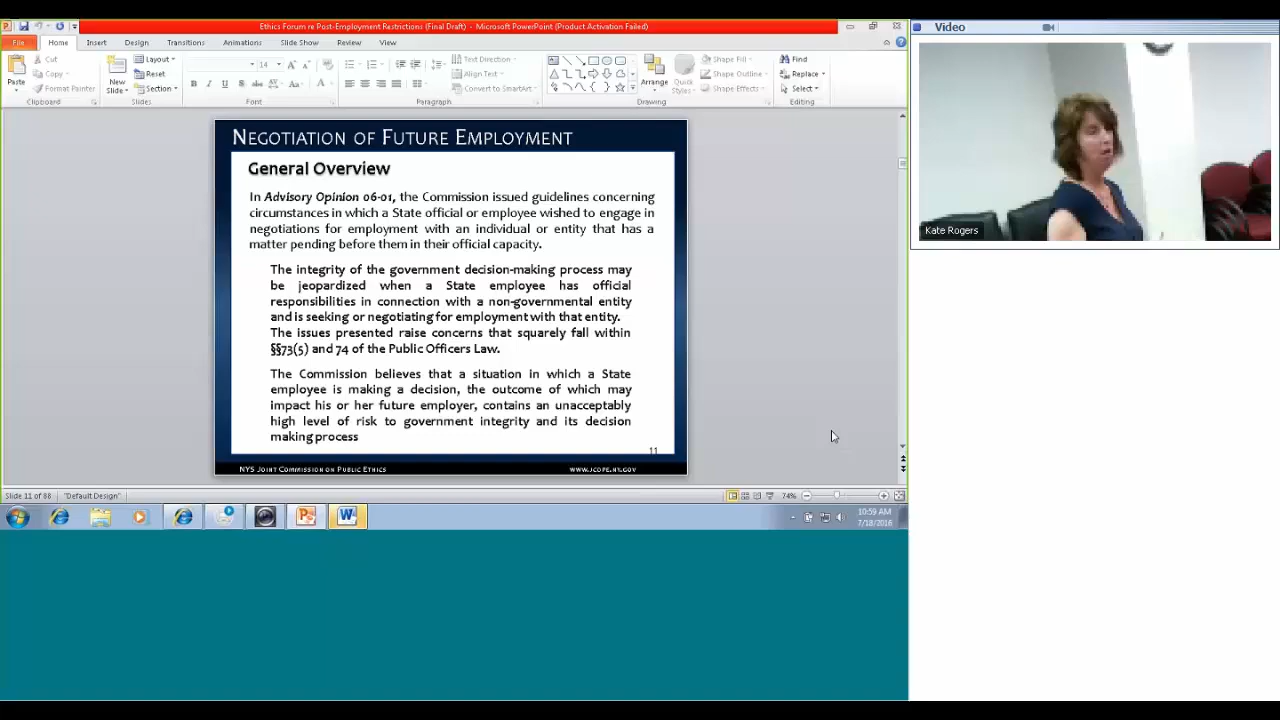 Ethics Forum re Post-Employment Restrictions (Final Draft) - Microsoft PowerPoint (Product Activation Failed)
Video
File Home Insert Design Transitions Animations Slide Show Review View
Cut
Copy
Format Painter
Paste
Clipboard
New
Slide
Layout
Reset
Section
Slides
14
Font
Paragraph
Text Direction
Align Text
Convert to SmartArt
Arrange
Quick
Styles
Shape Fill
Shape Outline
Shape Effects
Drawing
Find
Replace
Select
Editing
NEGOTIATION OF FUTURE EMPLOYMENT
General Overview
In Advisory Opinion 06-01, the Commission issued guidelines concerning
circumstances in which a State official or employee wished to engage in
negotiations for employment with an individual or entity that has a
matter pending before them in their official capacity.
The integrity of the government decision-making process may
be jeopardized when a State employee has official
responsibilities in connection with a non-governmental entity
and is seeking or negotiating for employment with that entity.
The issues presented raise concerns that squarely fall within
§§73(5) and 74 of the Public Officers Law.
The Commission believes that a situation in which a State
employee is making a decision, the outcome of which may
impact his or her future employer, contains an unacceptably
high level of risk to government integrity and its decision
making process
11
NYS JOINT COMMISSION ON PUBLIC ETHICS
WWW.JCOPE.NY.GOV
Kate Rogers
Slide 11 of 88 "Default Design"
74%
10:59 AM
7/18/2016